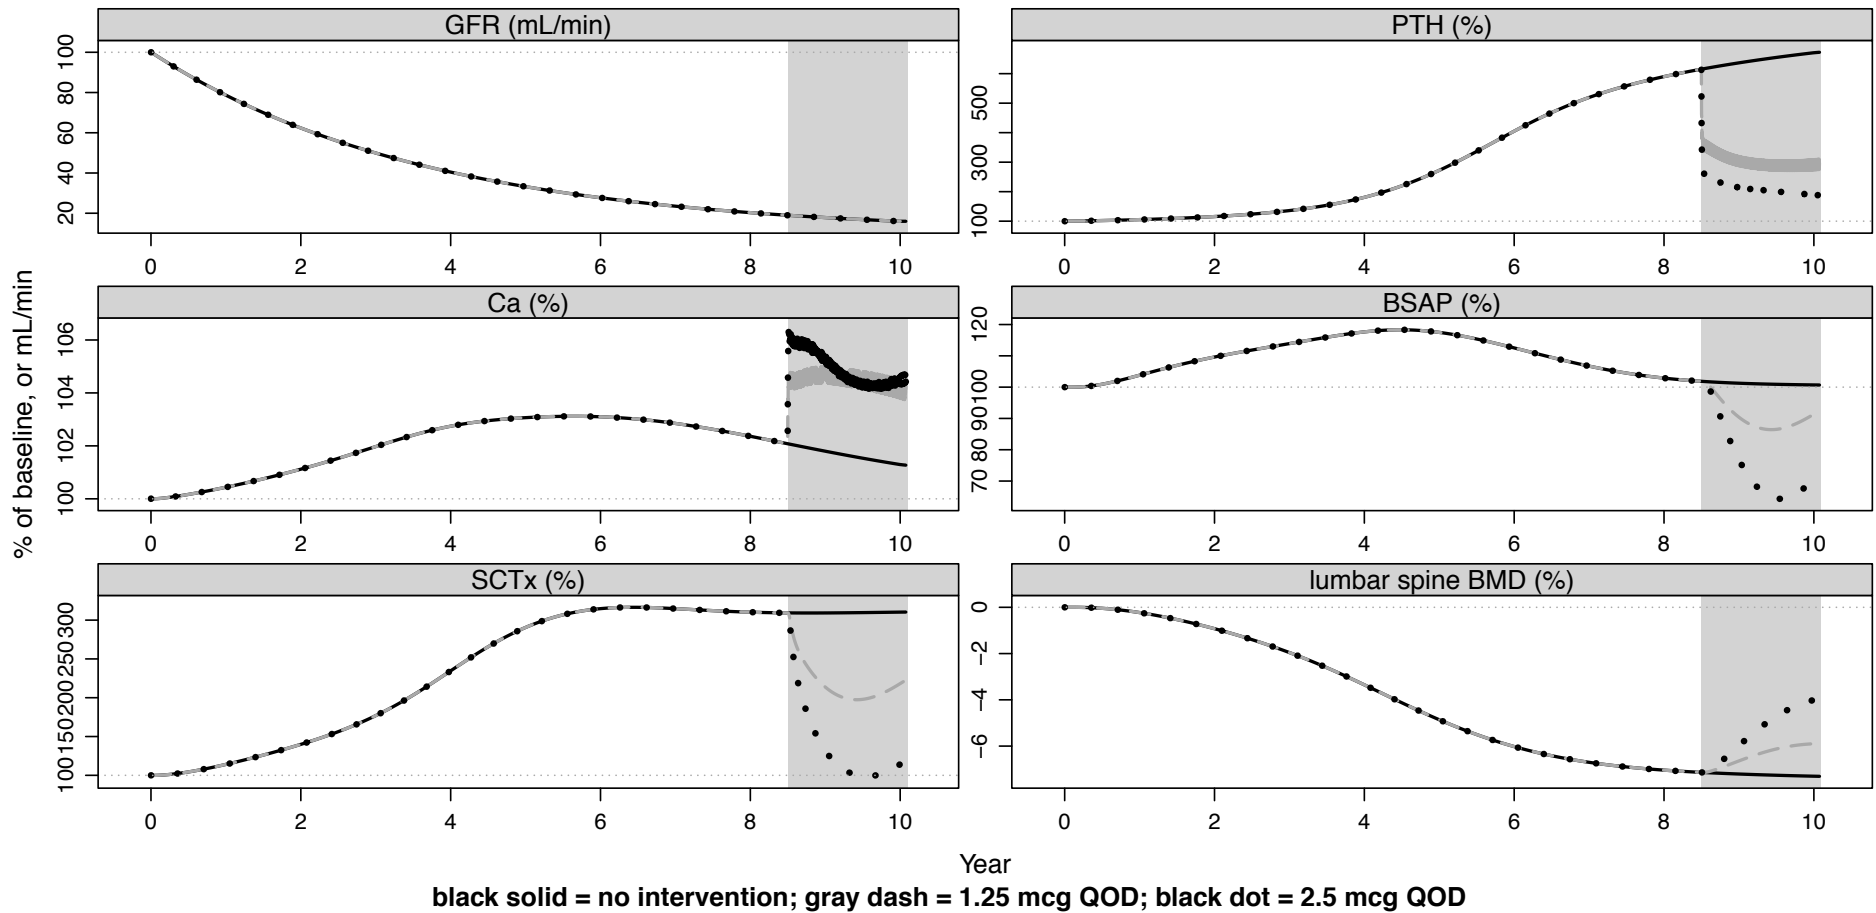 GFR (mL/min)
100
80
60
40
20
0 2 4 6 8 10
PTH (%)
500
300
100
0 2 4 6 8 10
Ca (%)
106
104
102
100
0 2 4 6 8 10
BSAP (%)
120
100
90
80
70
0 2 4 6 8 10
SCTx (%)
300
250
200
150
100
0 2 4 6 8 10
lumbar spine BMD (%)
0
−2
−4
−6
0 2 4 6 8 10
% of baseline, or mL/min
Year
black solid = no intervention; gray dash = 1.25 mcg QOD; black dot = 2.5 mcg QOD